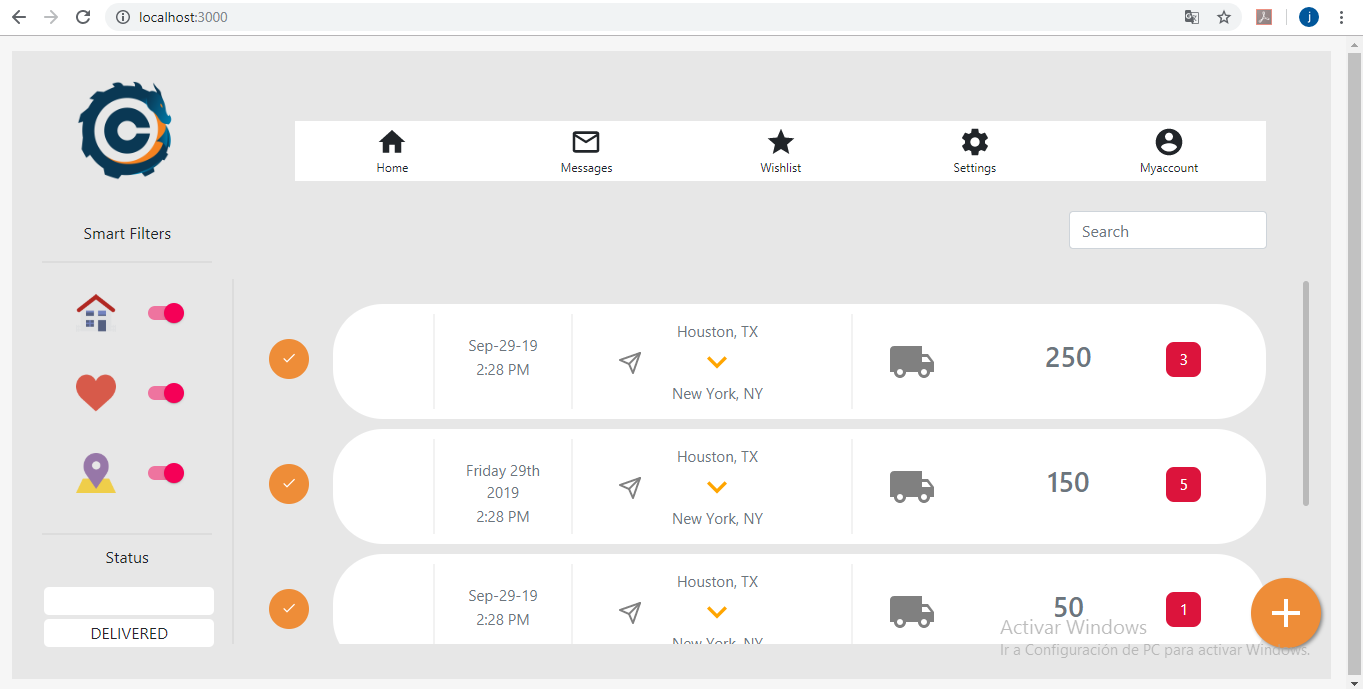 localhost:3000
j
Home
Messages
Wishlist
Settings
Myaccount
Smart Filters
Search
Sep-29-19
2:28 PM
Houston, TX
New York, NY
250
3
Friday 29th
2019
2:28 PM
Houston, TX
New York, NY
150
5
Status
DELIVERED
Sep-29-19
2:28 PM
Houston, TX
New York, NY
50
1
Activar Windows
Ir a Configuración de PC para activar Windows.